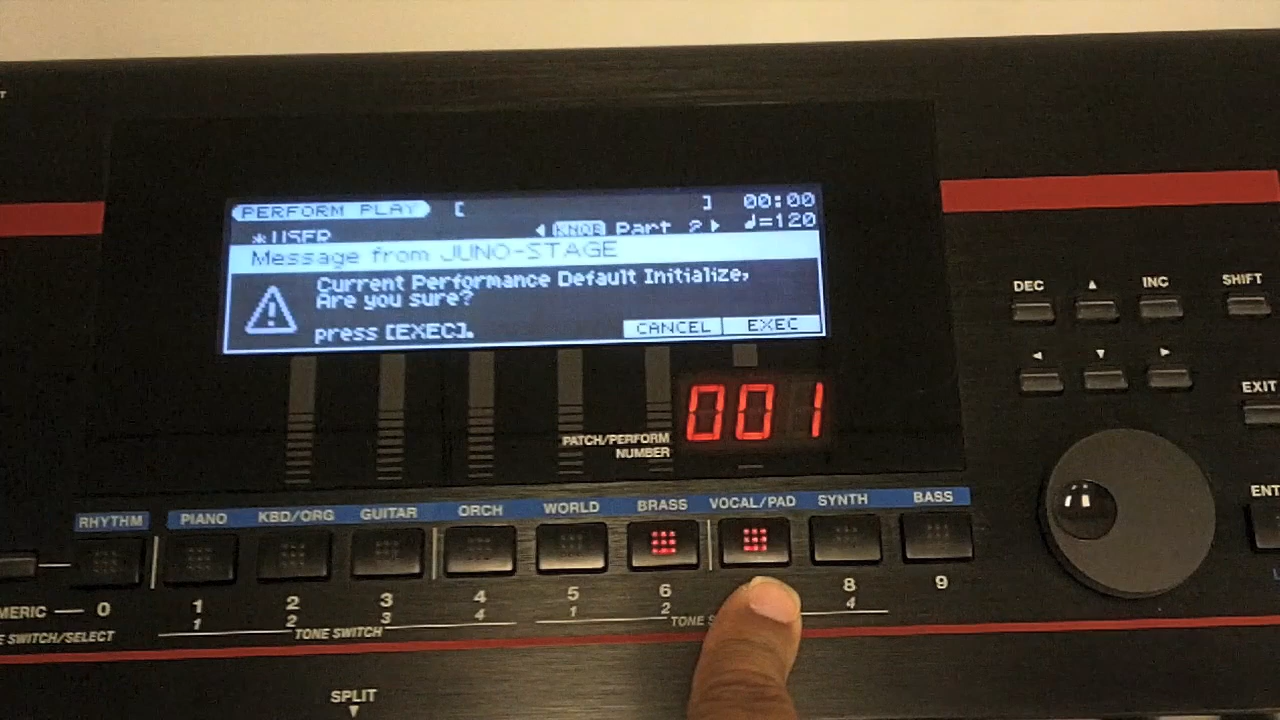 PERFORM PLAY [ ] 00:00
*USER ◀ KNOB Part 2 ▶ ♩=120
Message from JUNO-STAGE
Current Performance Default Initialize,
Are you sure?
press [EXEC].
CANCEL EXEC
001
PATCH/PERFORM
NUMBER
DEC ▲ INC SHIFT
◀ ▼ ▶
EXIT
RHYTHM PIANO KBD/ORG GUITAR ORCH WORLD BRASS VOCAL/PAD SYNTH BASS
0 1 2 3 4 5 6 8 9
1 2 3 4 1 2 4
TONE SWITCH
SPLIT
▼